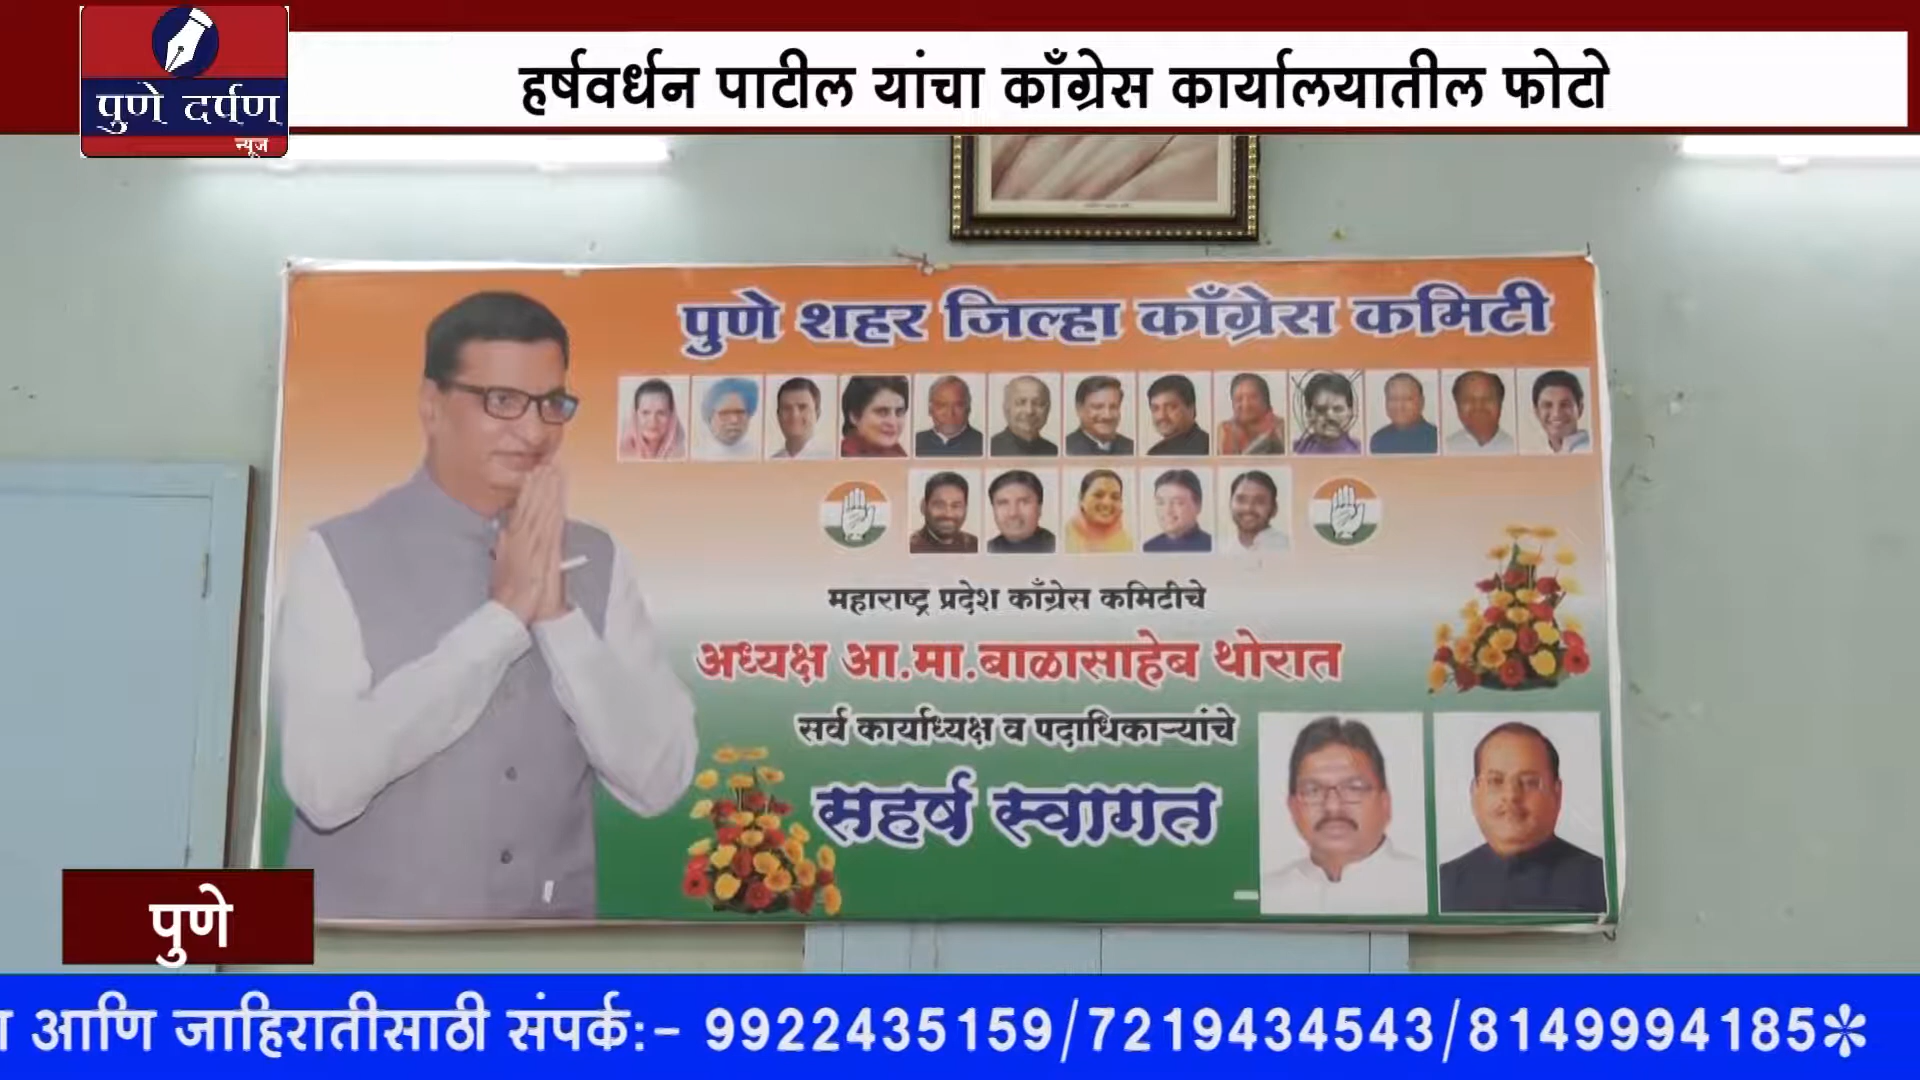 हर्षवर्धन पाटील यांचा काँग्रेस कार्यालयातील फोटो
पुणे दर्पण
न्यूज
पुणे शहर जिल्हा काँग्रेस कमिटी
महाराष्ट्र प्रदेश काँग्रेस कमिटीचे
अध्यक्ष आ.मा.बाळासाहेब थोरात
सर्व कार्याध्यक्ष व पदाधिकाऱ्यांचे
सहर्ष स्वागत
पुणे
आणि जाहिरातीसाठी संपर्क:- 9922435159/7219434543/8149994185*